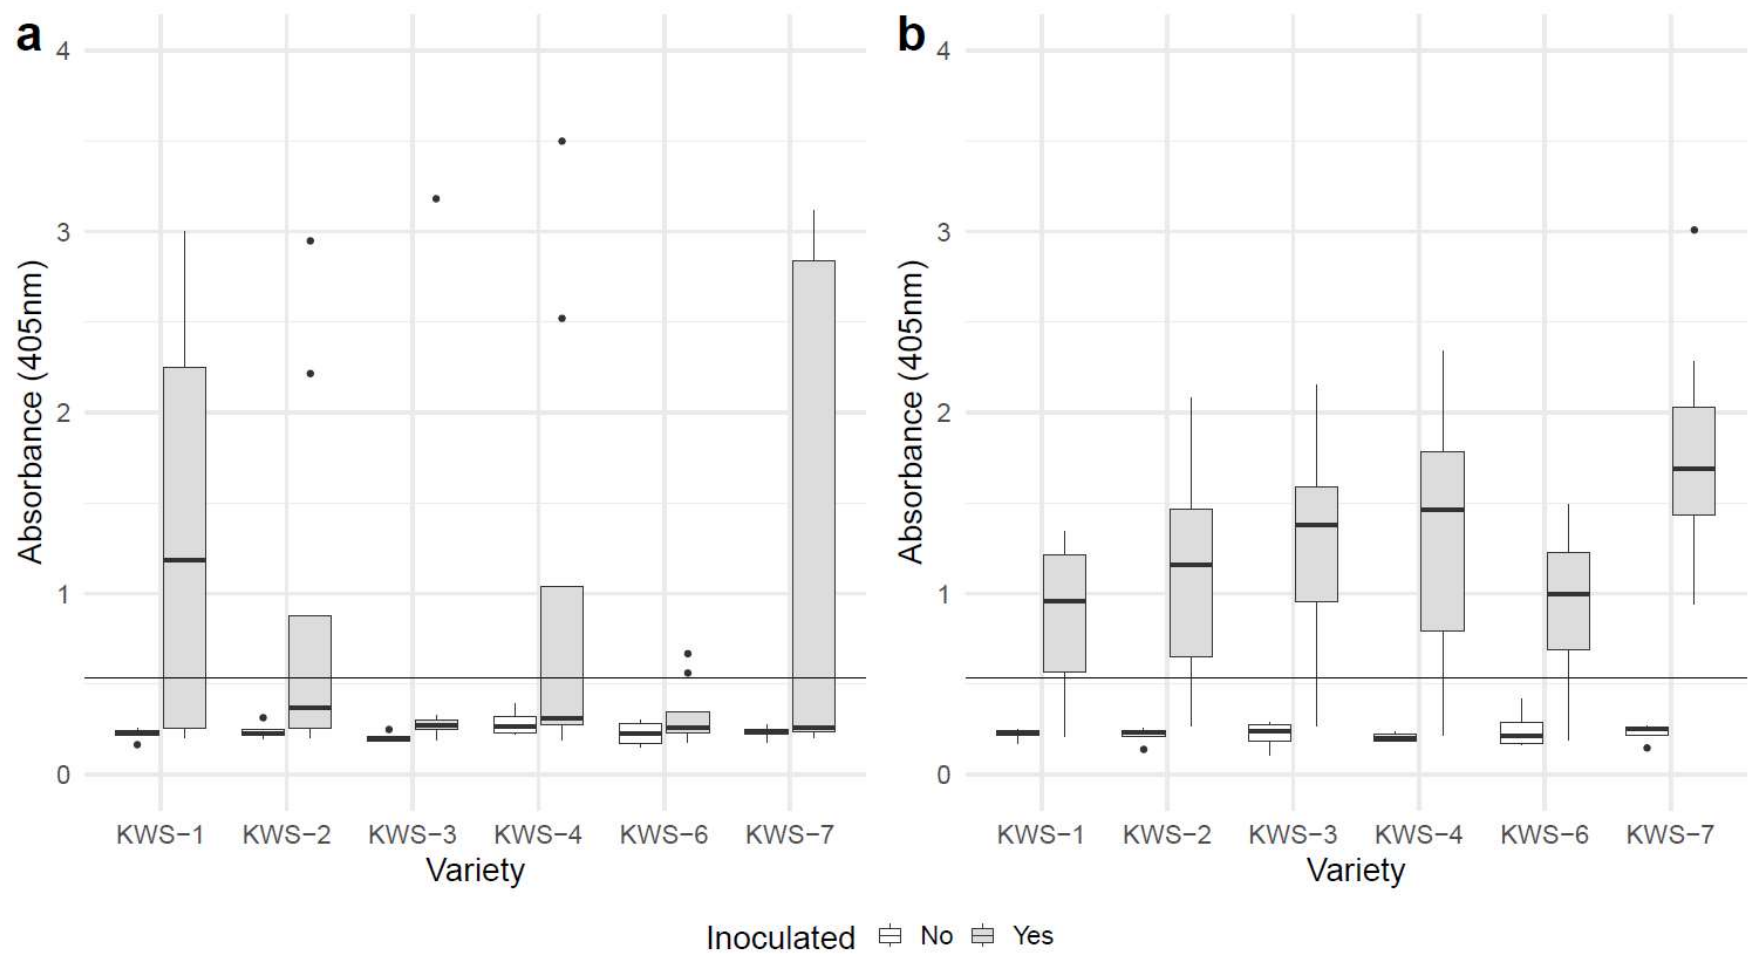 a
b
4
3
2
1
0
Absorbance (405nm)
KWS−1 KWS−2 KWS−3 KWS−4 KWS−6 KWS−7
Variety
4
3
2
1
0
Absorbance (405nm)
KWS−1 KWS−2 KWS−3 KWS−4 KWS−6 KWS−7
Variety
Inoculated No Yes